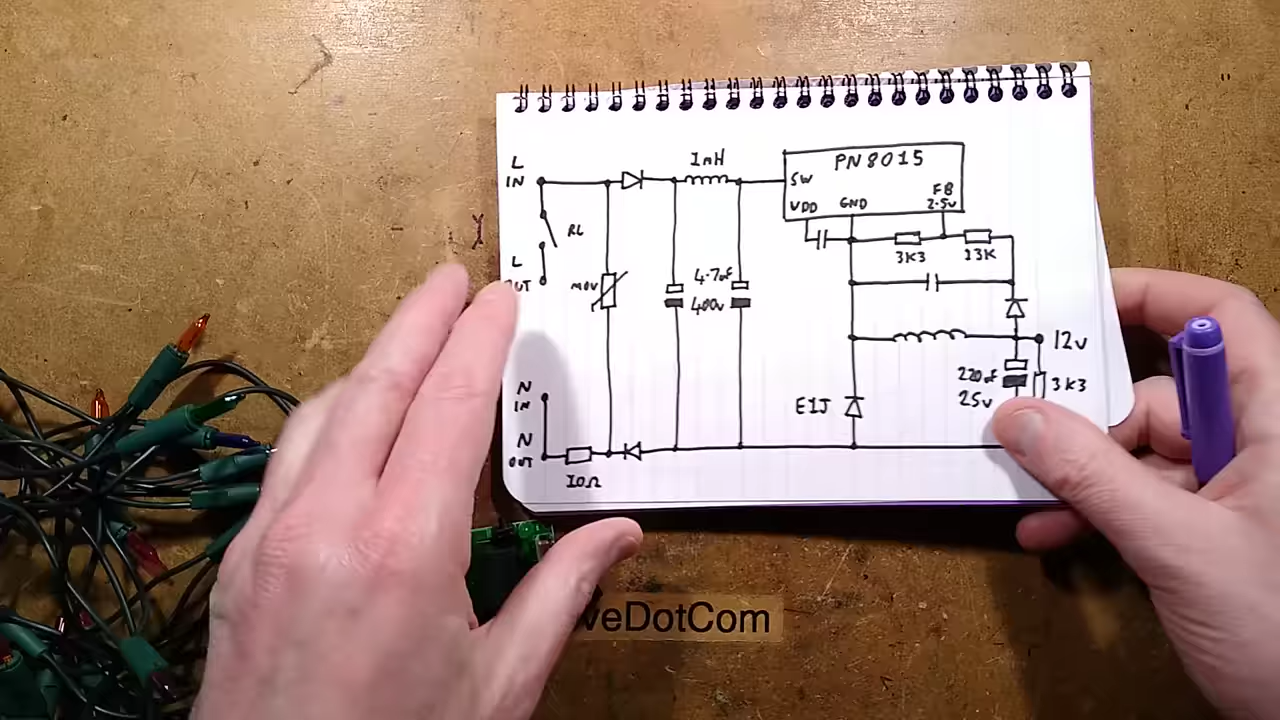 L
IN
1mH
PN8015
SW
VDD
GND
FB
2.5v
RL
3K3
13K
L
MOV
4.7uF
400v
12v
220uF
25v
3K3
E1J
N
IN
N
OUT
10Ω
veDotCom